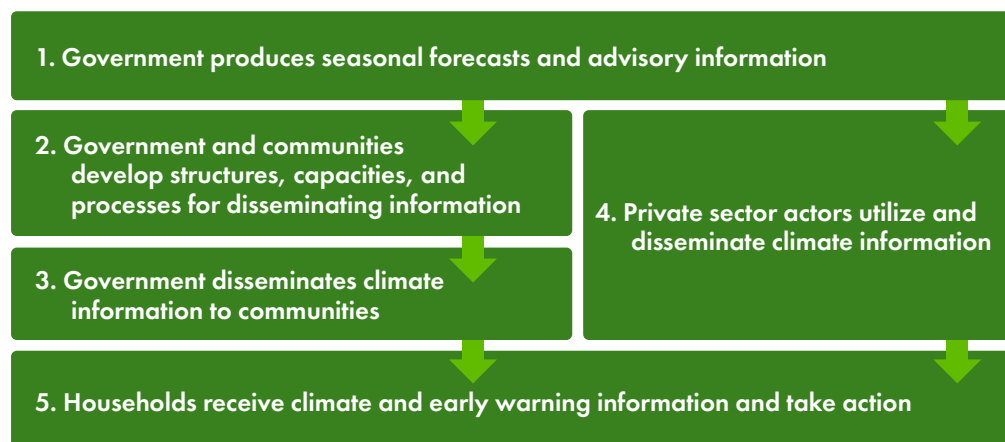 1. Government produces seasonal forecasts and advisory information
2. Government and communities
develop structures, capacities, and
processes for disseminating information
3. Government disseminates climate
information to communities
4. Private sector actors utilize and
disseminate climate information
5. Households receive climate and early warning information and take action